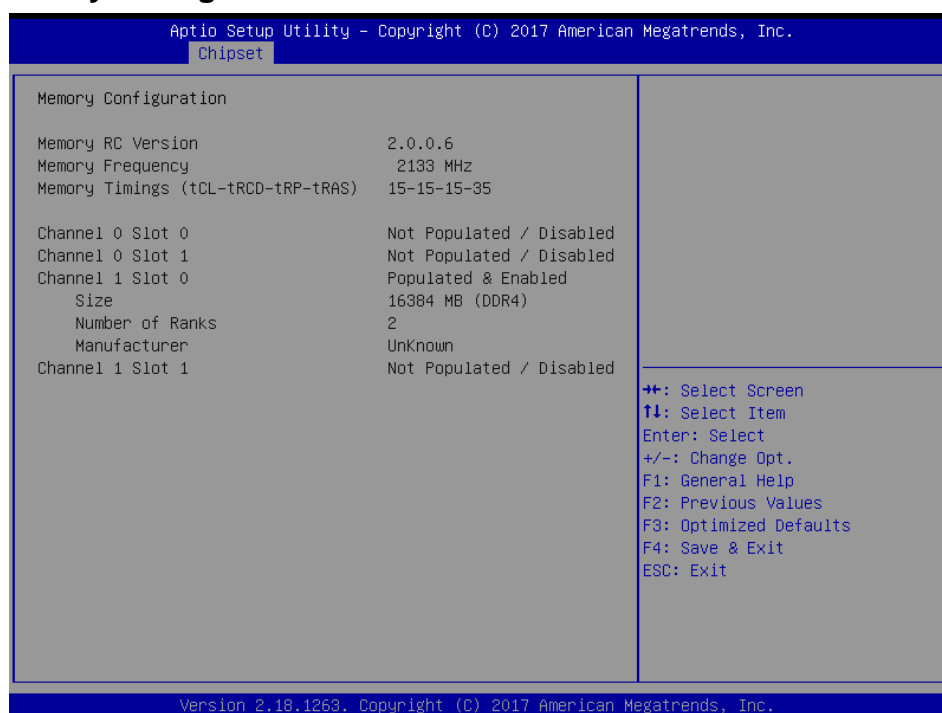 Aptio Setup Utility – Copyright (C) 2017 American Megatrends, Inc.
Chipset
Memory Configuration
Memory RC Version 2.0.0.6
Memory Frequency 2133 MHz
Memory Timings (tCL-tRCD-tRP-tRAS) 15-15-15-35
Channel 0 Slot 0 Not Populated / Disabled
Channel 0 Slot 1 Not Populated / Disabled
Channel 1 Slot 0 Populated & Enabled
Size 16384 MB (DDR4)
Number of Ranks 2
Manufacturer UnKnown
Channel 1 Slot 1 Not Populated / Disabled
→←: Select Screen
↑↓: Select Item
Enter: Select
+/-: Change Opt.
F1: General Help
F2: Previous Values
F3: Optimized Defaults
F4: Save & Exit
ESC: Exit
Version 2.18.1263. Copyright (C) 2017 American Megatrends, Inc.